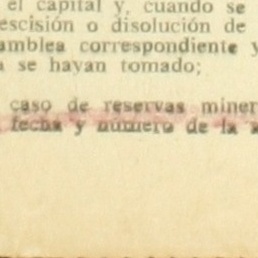 el capital y, cuando se
escisión o disolución de
amblea correspondiente y
a se hayan tomado;
caso de reservas miner
fecha y número de la